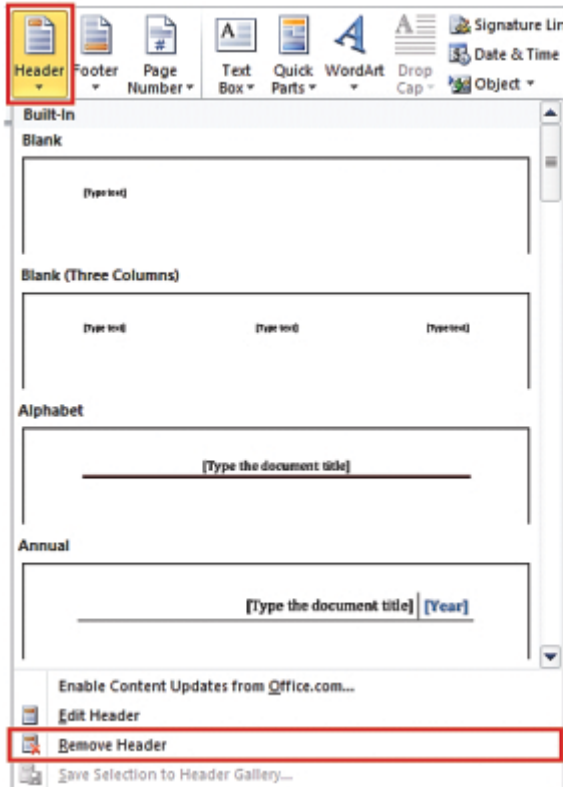 Header Footer Page Number Text Box Quick Parts WordArt Drop Cap Signature Lin
Date & Time
Object
Built-In
Blank
[Type text]
Blank (Three Columns)
[Type text] [Type text] [Type text]
Alphabet
[Type the document title]
Annual
[Type the document title] [Year]
Enable Content Updates from Office.com...
Edit Header
Remove Header
Save Selection to Header Gallery...